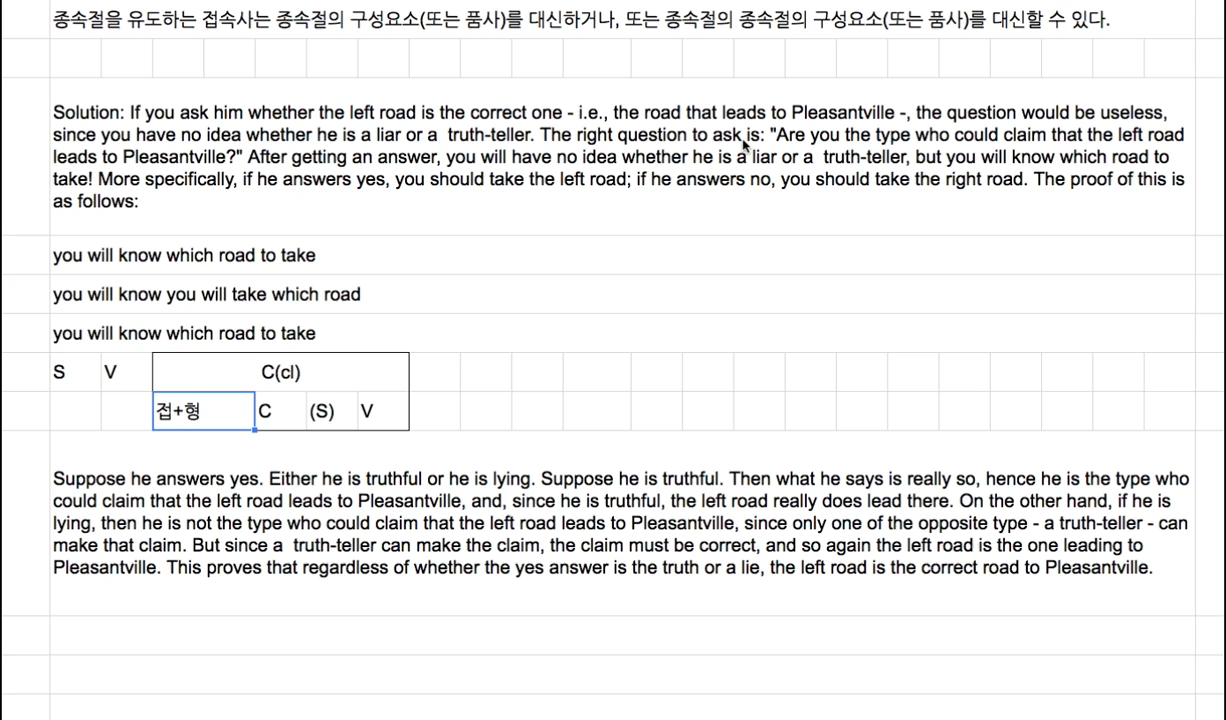 종속절을 유도하는 접속사는 종속절의 구성요소(또는 품사)를 대신하거나, 또는 종속절의 종속절의 구성요소(또는 품사)를 대신할 수 있다.
Solution: If you ask him whether the left road is the correct one - i.e., the road that leads to Pleasantville -, the question would be useless,
since you have no idea whether he is a liar or a  truth-teller. The right question to ask is: "Are you the type who could claim that the left road
leads to Pleasantville?" After getting an answer, you will have no idea whether he is a liar or a  truth-teller, but you will know which road to
take! More specifically, if he answers yes, you should take the left road; if he answers no, you should take the right road. The proof of this is
as follows:
you will know which road to take
you will know you will take which road
you will know which road to take
S V C(cl)
접+형 C (S) V
Suppose he answers yes. Either he is truthful or he is lying. Suppose he is truthful. Then what he says is really so, hence he is the type who
could claim that the left road leads to Pleasantville, and, since he is truthful, the left road really does lead there. On the other hand, if he is
lying, then he is not the type who could claim that the left road leads to Pleasantville, since only one of the opposite type - a truth-teller - can
make that claim. But since a  truth-teller can make the claim, the claim must be correct, and so again the left road is the one leading to
Pleasantville. This proves that regardless of whether the yes answer is the truth or a lie, the left road is the correct road to Pleasantville.